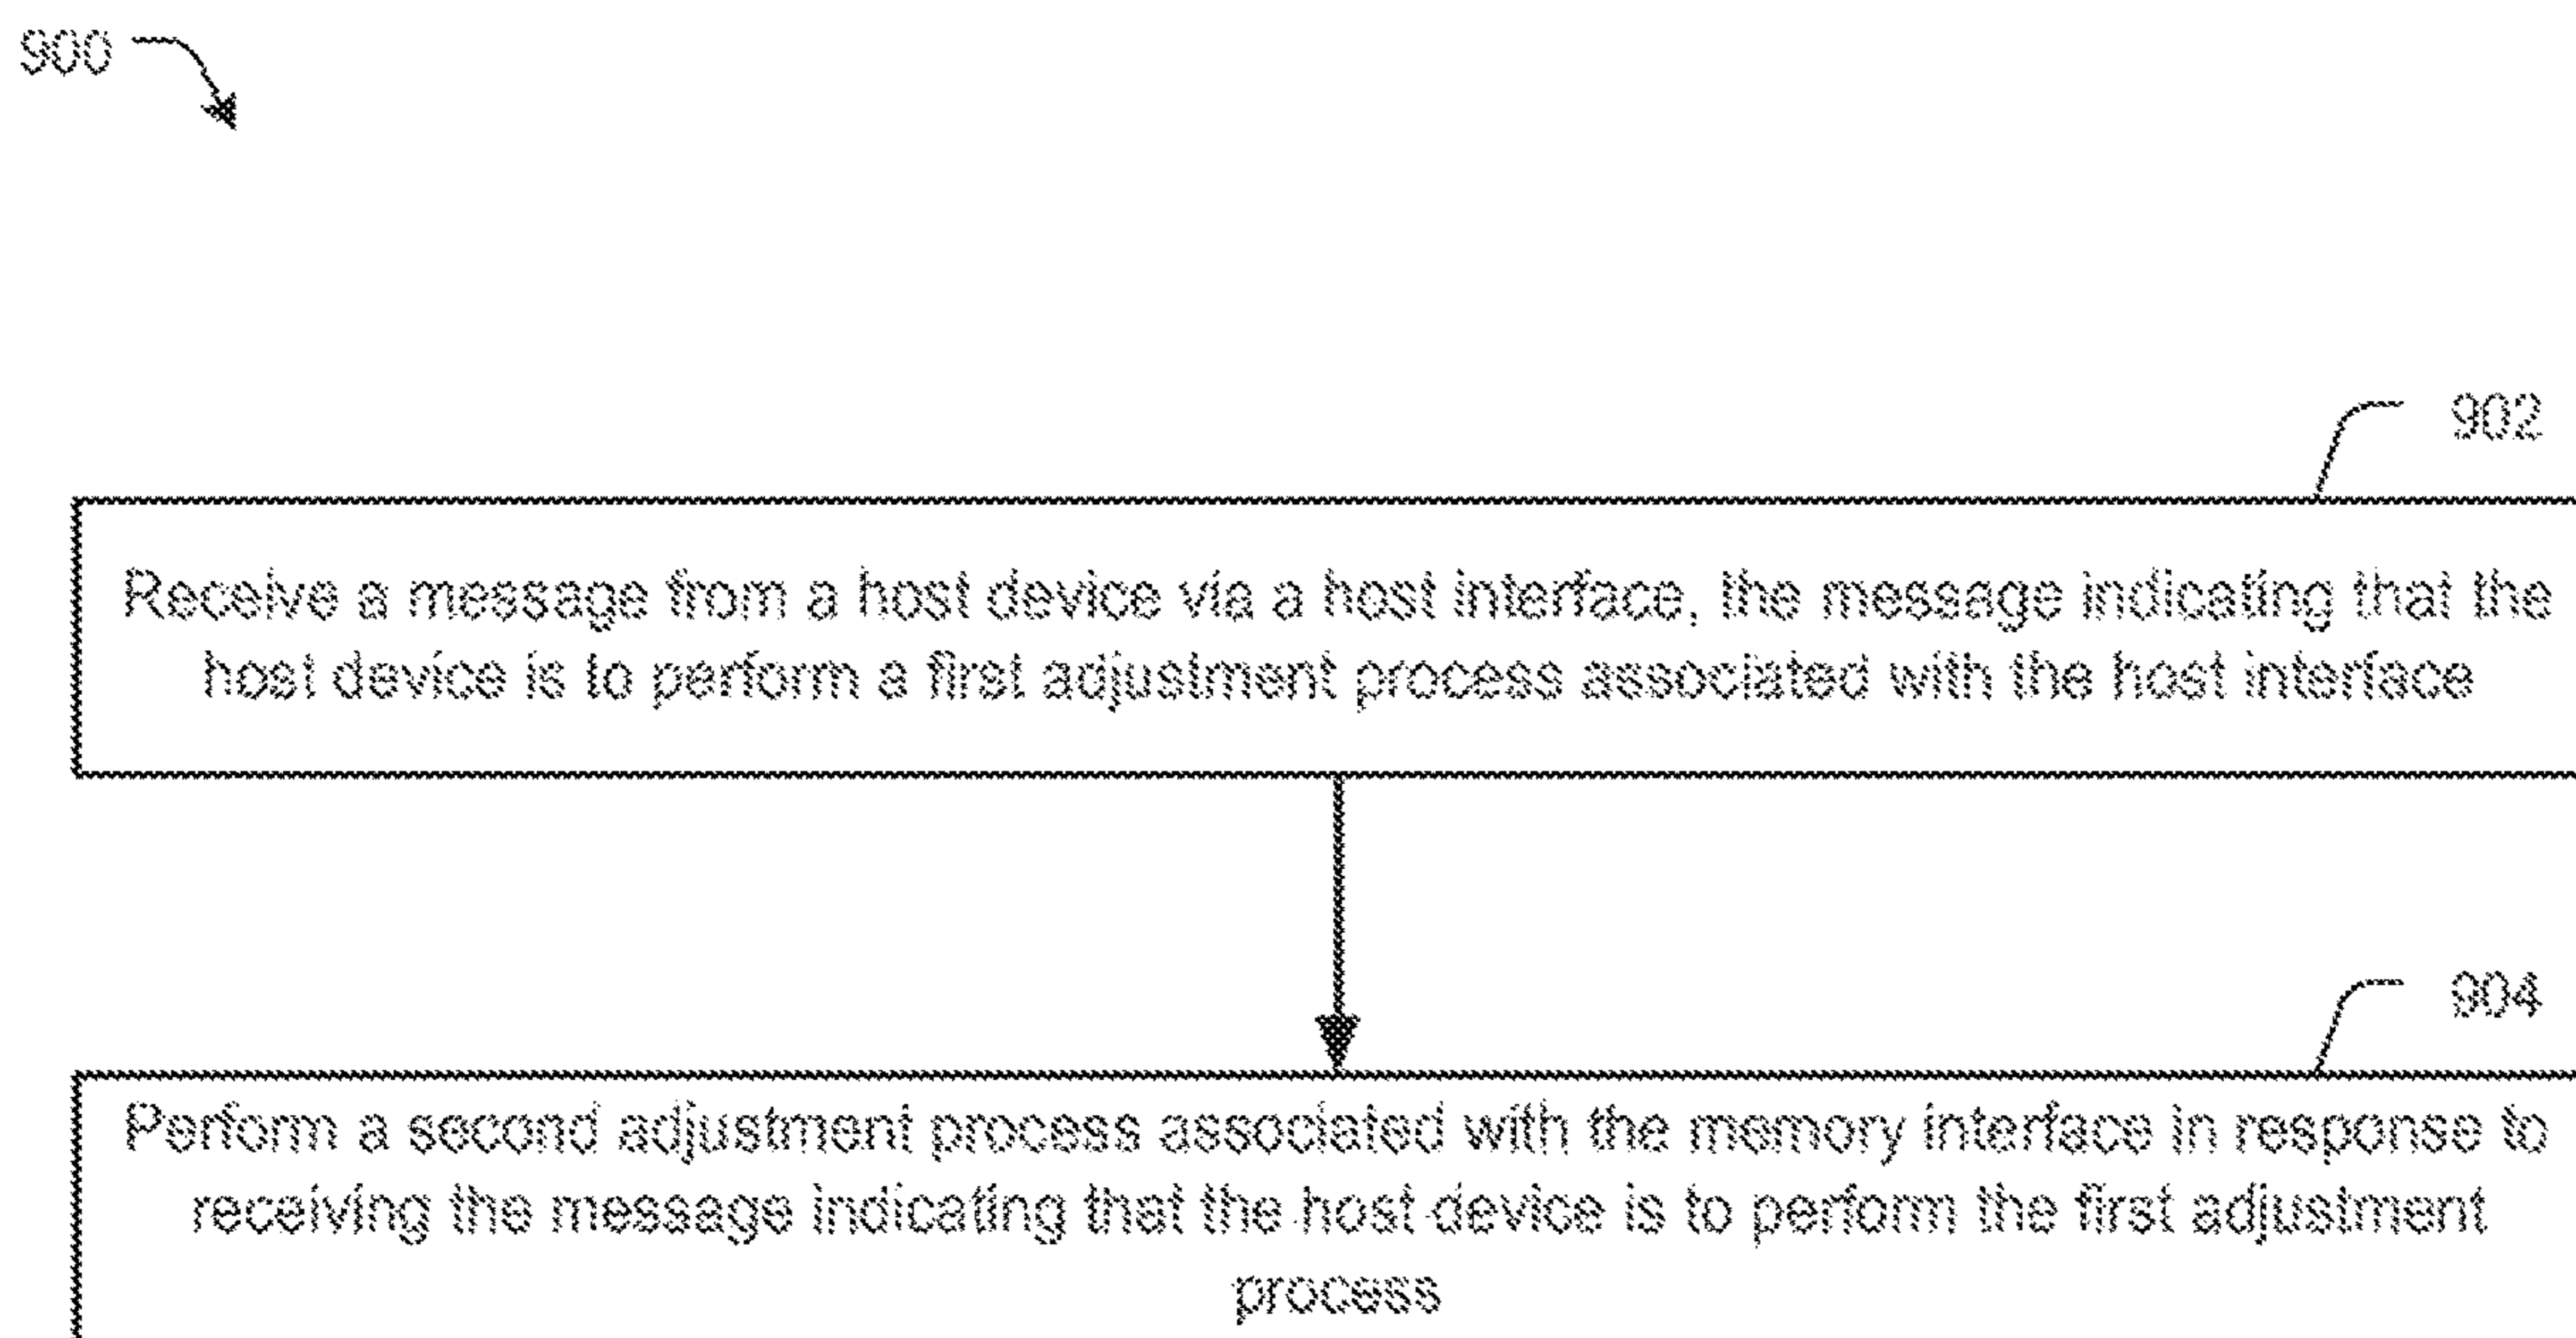 900
902
Receive a message from a host device via a host interface, the message indicating that the
host device is to perform a first adjustment process associated with the host interface
904
Perform a second adjustment process associated with the memory interface in response to
receiving the message indicating that the host device is to perform the first adjustment
process